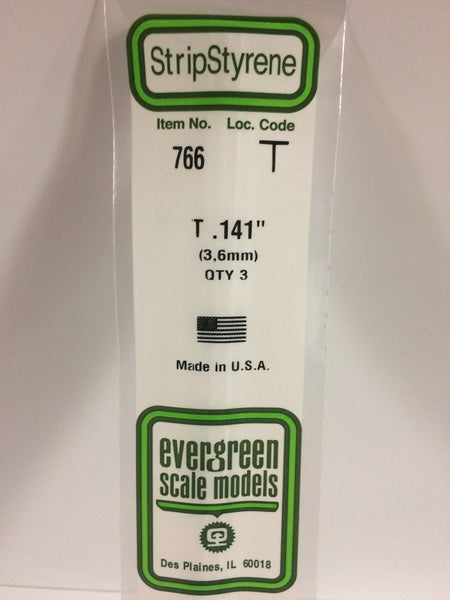 StripStyrene
Item No. Loc. Code
766 T
T .141"
(3,6mm)
QTY 3
Made in U.S.A.
evergreen
scale models
Des Plaines, IL 60018